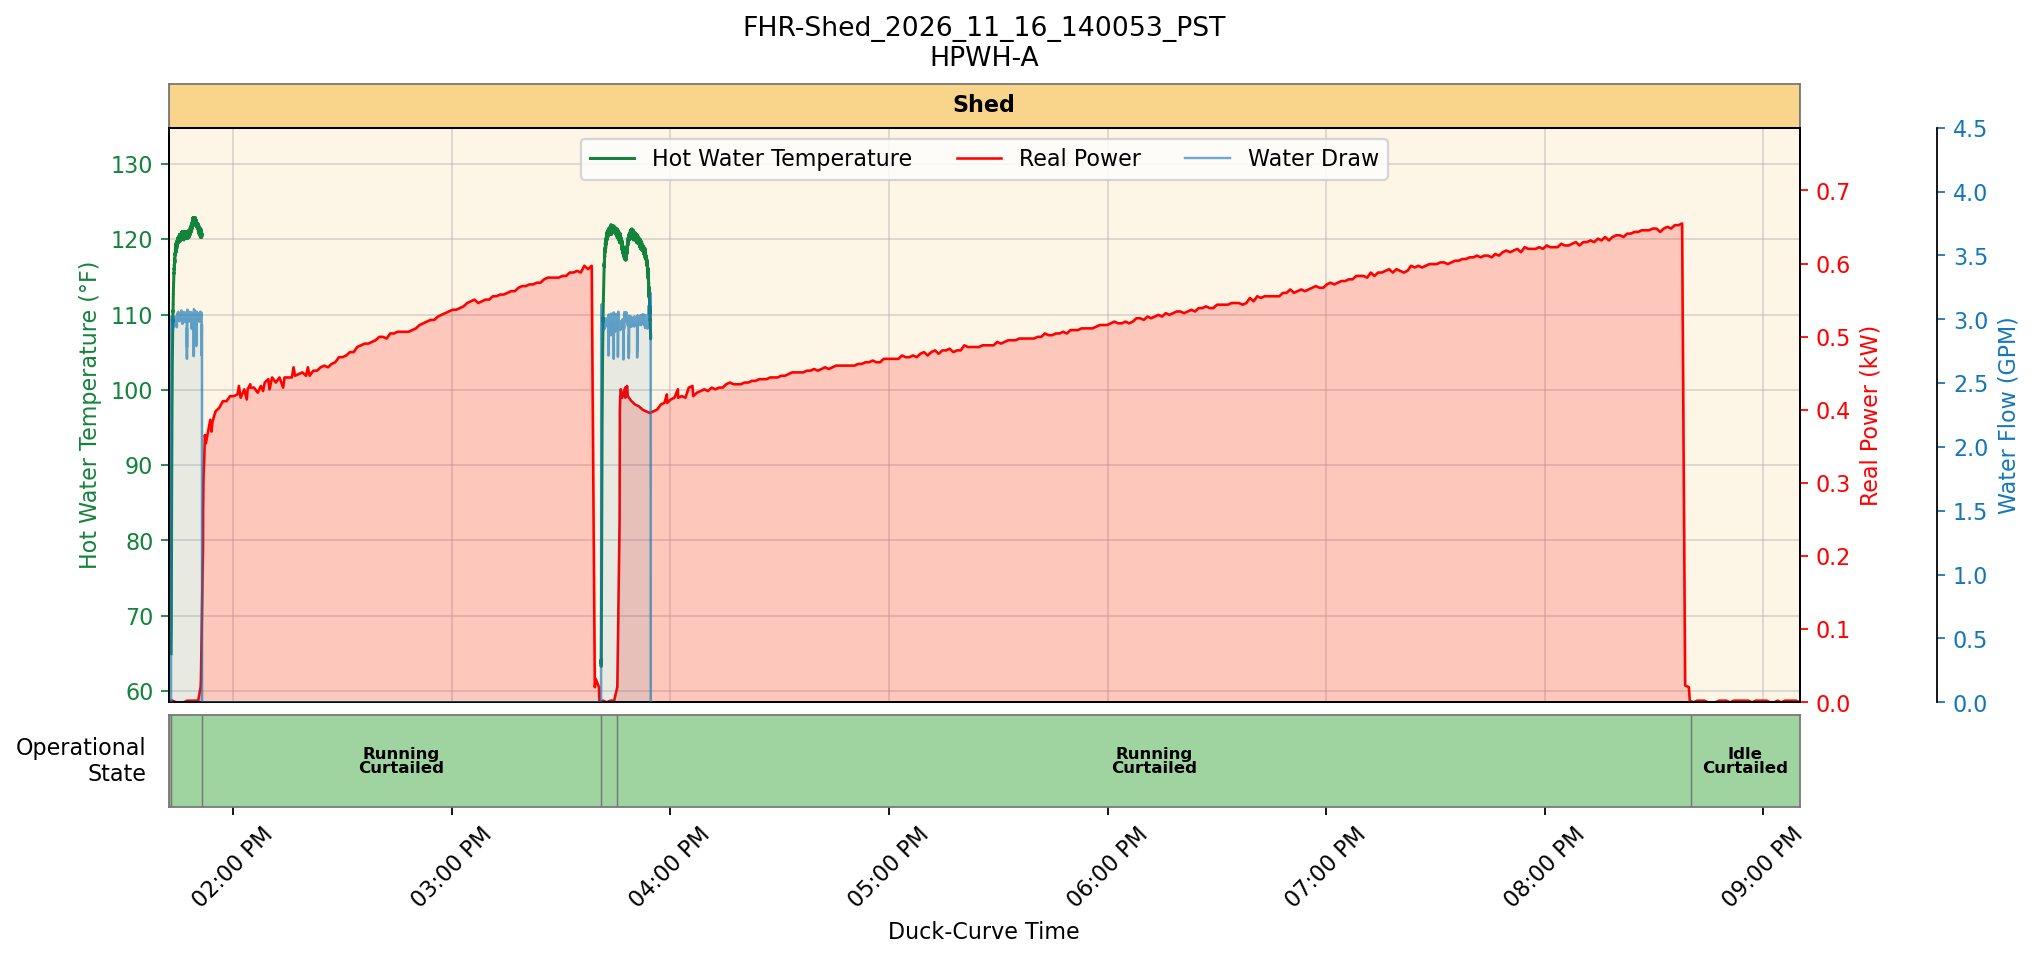 FHR-Shed_2026_11_16_140053_PST
HPWH-A
Shed
Hot Water Temperature
Real Power
Water Draw
Hot Water Temperature (°F)
130
120
110
100
90
80
70
60
Real Power (kW)
0.7
0.6
0.5
0.4
0.3
0.2
0.1
0.0
Water Flow (GPM)
4.5
4.0
3.5
3.0
2.5
2.0
1.5
1.0
0.5
0.0
Operational
State
Running
Curtailed
Running
Curtailed
Idle
Curtailed
02:00 PM
03:00 PM
04:00 PM
05:00 PM
06:00 PM
07:00 PM
08:00 PM
09:00 PM
Duck-Curve Time